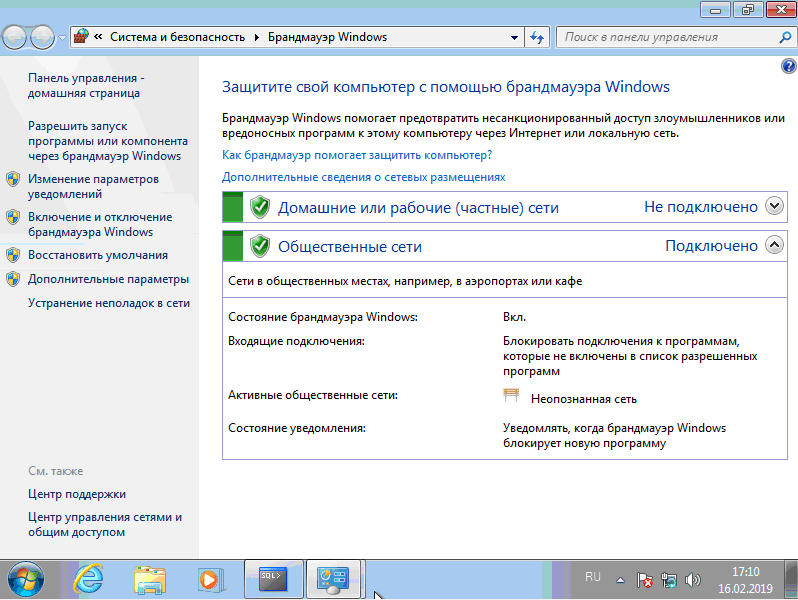 « Система и безопасность Брандмауэр Windows
Поиск в панели управления
Панель управления -
домашняя страница
Разрешить запуск
программы или компонента
через брандмауэр Windows
Изменение параметров
уведомлений
Включение и отключение
брандмауэра Windows
Восстановить умолчания
Дополнительные параметры
Устранение неполадок в сети
См. также
Центр поддержки
Центр управления сетями и
общим доступом
Защитите свой компьютер с помощью брандмауэра Windows
Брандмауэр Windows помогает предотвратить несанкционированный доступ злоумышленников или
вредоносных программ к этому компьютеру через Интернет или локальную сеть.
Как брандмауэр помогает защитить компьютер?
Дополнительные сведения о сетевых размещениях
Домашние или рабочие (частные) сети Не подключено
Общественные сети Подключено
Сети в общественных местах, например, в аэропортах или кафе
Состояние брандмауэра Windows: Вкл.
Входящие подключения: Блокировать подключения к программам,
которые не включены в список разрешенных
программ
Активные общественные сети: Неопознанная сеть
Состояние уведомления: Уведомлять, когда брандмауэр Windows
блокирует новую программу
SQL>
RU
17:10
16.02.2019